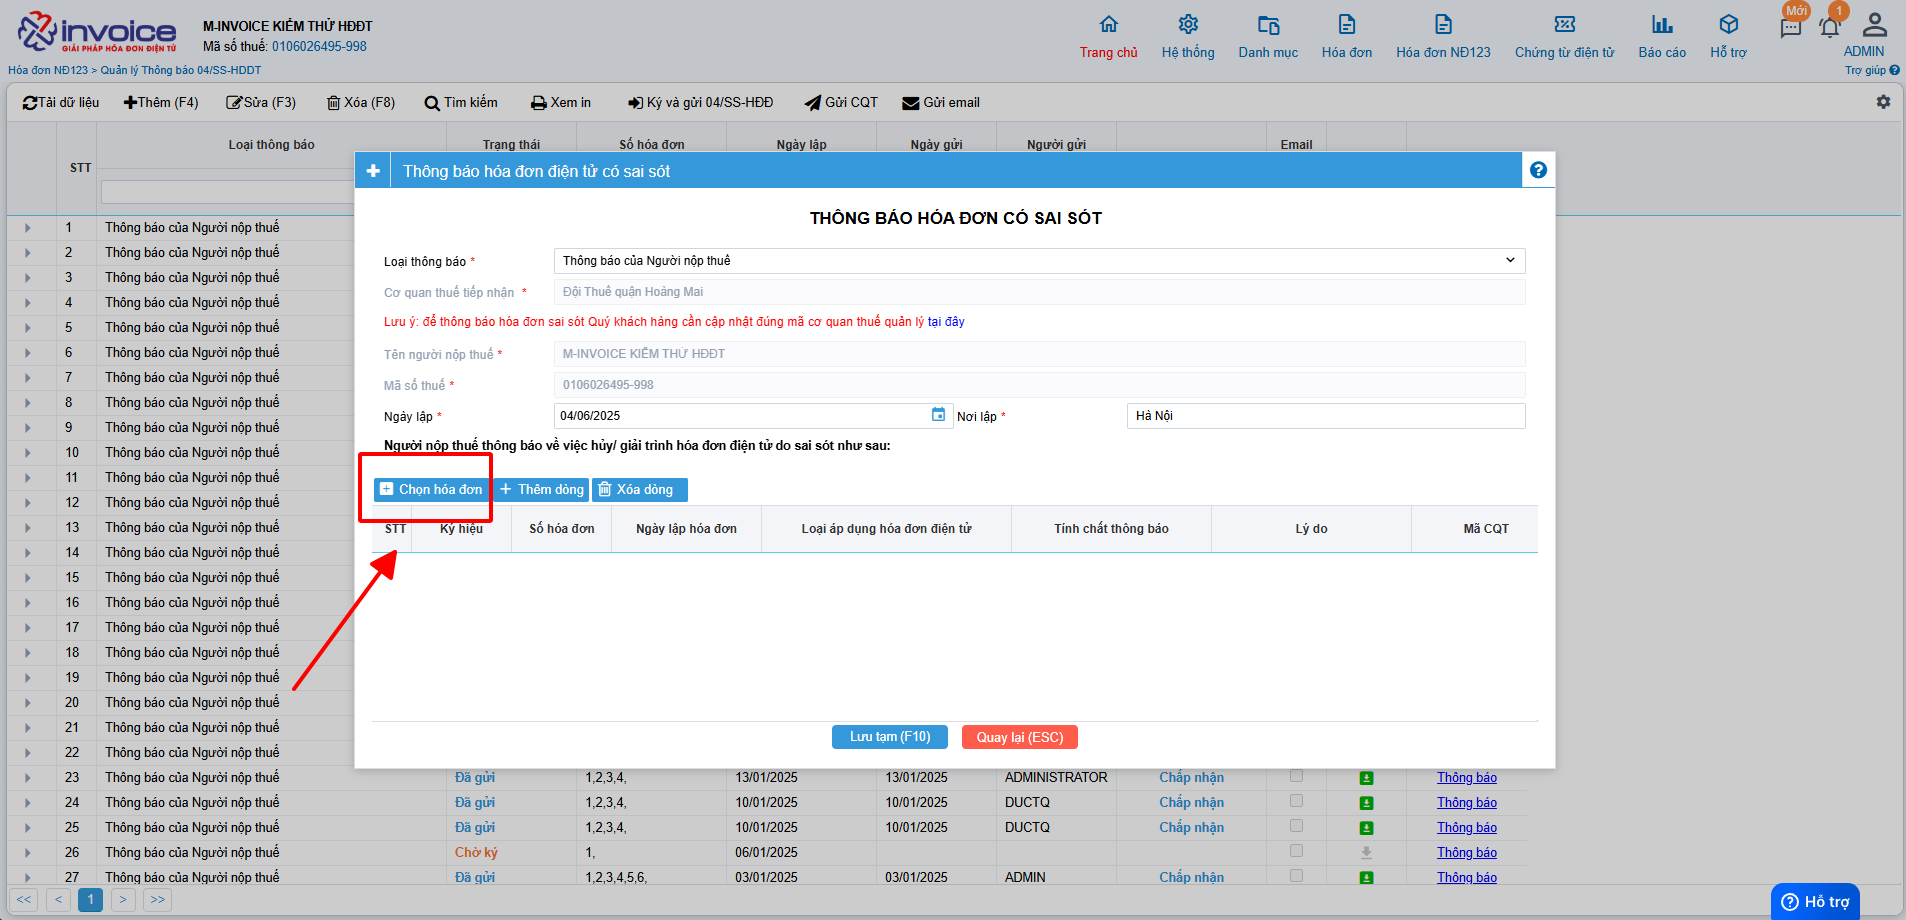 invoice
GIẢI PHÁP HÓA ĐƠN ĐIỆN TỬ
M-INVOICE KIỂM THỬ HĐĐT
Mã số thuế: 0106026495-998
Trang chủ Hệ thống Danh mục Hóa đơn Hóa đơn NĐ123 Chứng từ điện tử Báo cáo Hỗ trợ Mới 1 ADMIN
Hóa đơn NĐ123 > Quản lý Thông báo 04/SS-HDDT Trợ giúp
Tải dữ liệu Thêm (F4) Sửa (F3) Xóa (F8) Tìm kiếm Xem in Ký và gửi 04/SS-HĐĐ Gửi CQT Gửi email
STT Loại thông báo Trạng thái Số hóa đơn Ngày lập Ngày gửi Người gửi Email
Thông báo hóa đơn điện tử có sai sót
THÔNG BÁO HÓA ĐƠN CÓ SAI SÓT
Loại thông báo * Thông báo của Người nộp thuế
Cơ quan thuế tiếp nhận * Đội Thuế quận Hoàng Mai
Lưu ý: để thông báo hóa đơn sai sót Quý khách hàng cần cập nhật đúng mã cơ quan thuế quản lý tại đây
Tên người nộp thuế * M-INVOICE KIỂM THỬ HĐĐT
Mã số thuế * 0106026495-998
Ngày lập * 04/06/2025 Nơi lập * Hà Nội
Người nộp thuế thông báo về việc hủy/ giải trình hóa đơn điện tử do sai sót như sau:
Chọn hóa đơn Thêm dòng Xóa dòng
STT Ký hiệu Số hóa đơn Ngày lập hóa đơn Loại áp dụng hóa đơn điện tử Tính chất thông báo Lý do Mã CQT
Lưu tạm (F10) Quay lại (ESC)
1 Thông báo của Người nộp thuế
2 Thông báo của Người nộp thuế
3 Thông báo của Người nộp thuế
4 Thông báo của Người nộp thuế
5 Thông báo của Người nộp thuế
6 Thông báo của Người nộp thuế
7 Thông báo của Người nộp thuế
8 Thông báo của Người nộp thuế
9 Thông báo của Người nộp thuế
10 Thông báo của Người nộp thuế
11 Thông báo của Người nộp thuế
12 Thông báo của Người nộp thuế
13 Thông báo của Người nộp thuế
14 Thông báo của Người nộp thuế
15 Thông báo của Người nộp thuế
16 Thông báo của Người nộp thuế
17 Thông báo của Người nộp thuế
18 Thông báo của Người nộp thuế
19 Thông báo của Người nộp thuế
20 Thông báo của Người nộp thuế
21 Thông báo của Người nộp thuế
22 Thông báo của Người nộp thuế
23 Thông báo của Người nộp thuế Đã gửi 1,2,3,4, 13/01/2025 13/01/2025 ADMINISTRATOR Chấp nhận Thông báo
24 Thông báo của Người nộp thuế Đã gửi 1,2,3,4, 10/01/2025 10/01/2025 DUCTQ Chấp nhận Thông báo
25 Thông báo của Người nộp thuế Đã gửi 1,2,3,4, 10/01/2025 10/01/2025 DUCTQ Chấp nhận Thông báo
26 Thông báo của Người nộp thuế Chờ ký 1, 06/01/2025 Thông báo
27 Thông báo của Người nộp thuế Đã gửi 1,2,3,4,5,6, 03/01/2025 03/01/2025 ADMIN Chấp nhận Thông báo
<< < 1 > >>
Hỗ trợ